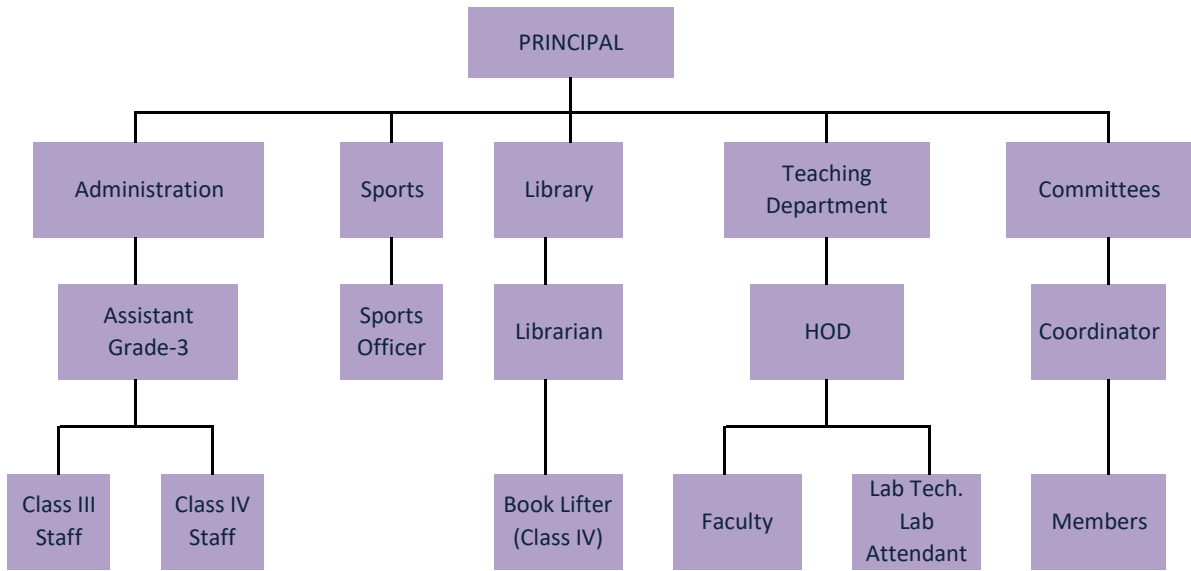 PRINCIPAL
Administration
Sports
Library
Teaching
Department
Committees
Assistant
Grade-3
Sports
Officer
Librarian
HOD
Coordinator
Class III
Staff
Class IV
Staff
Book Lifter
(Class IV)
Faculty
Lab Tech.
Lab
Attendant
Members